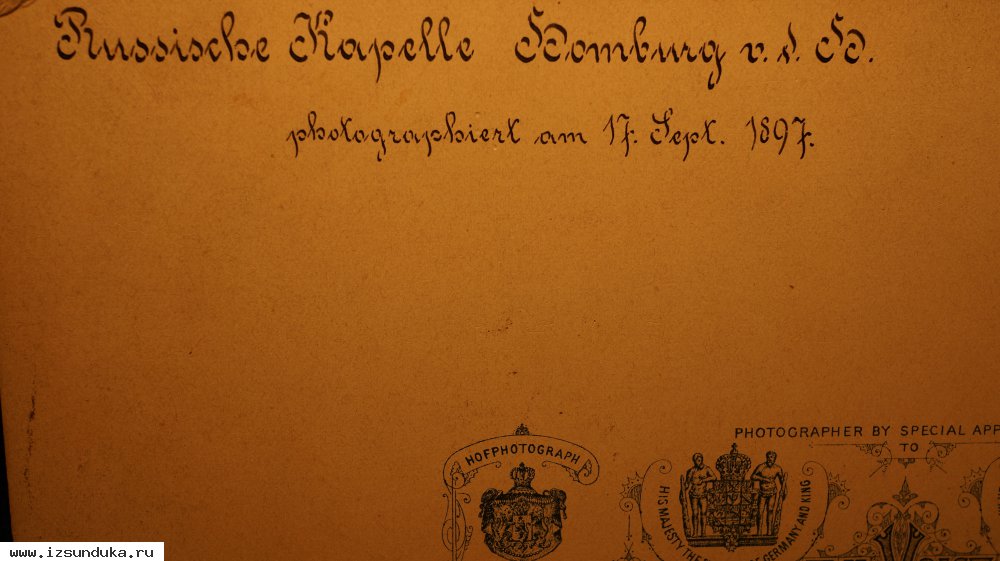 Russische Kapelle Homburg v. d. H.
photographiert am 17. Sept. 1897.
PHOTOGRAPHER BY SPECIAL APP
TO
HOFPHOTOGRAPH
HIS MAJESTY THE GERMANY AND KING
www.izsunduka.ru